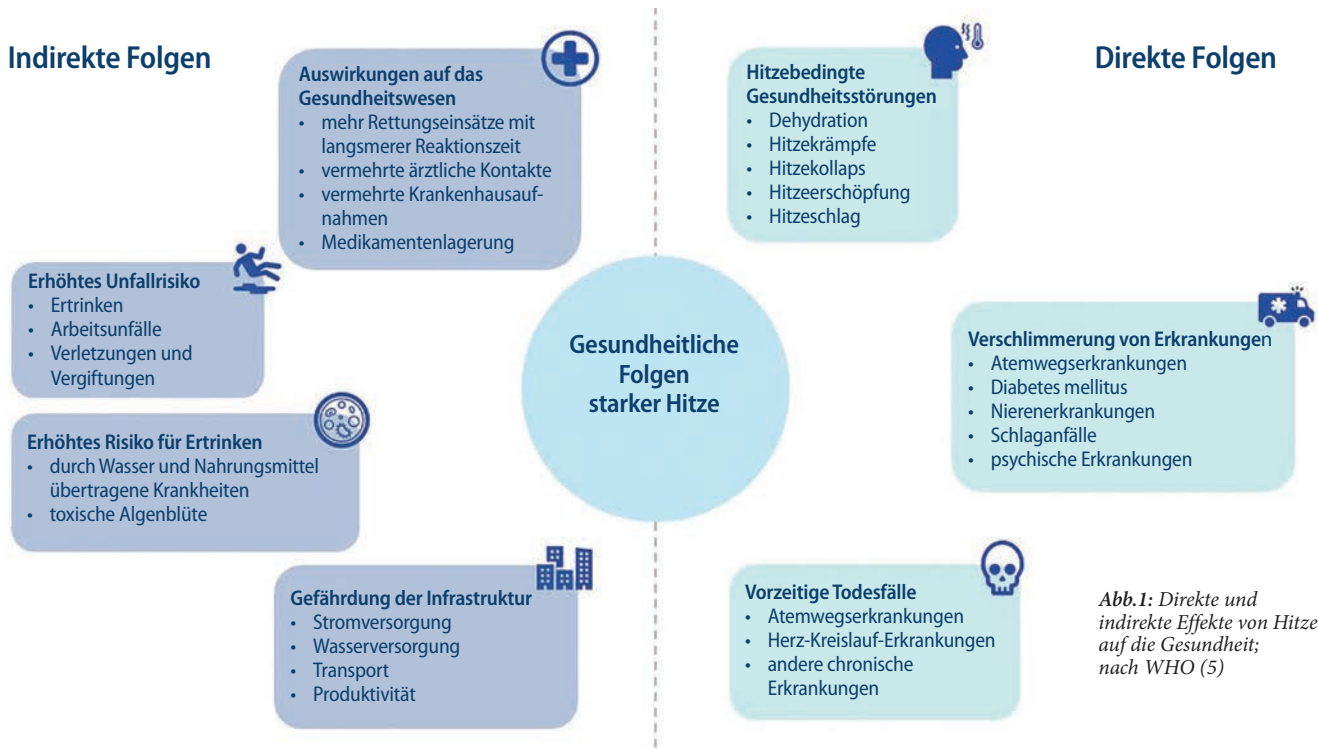 Indirekte Folgen
Auswirkungen auf das
Gesundheitswesen
• mehr Rettungseinsätze mit
langsmerer Reaktionszeit
• vermehrte ärztliche Kontakte
• vermehrte Krankenhausauf-
nahmen
• Medikamentenlagerung
Erhöhtes Unfallrisiko
• Ertrinken
• Arbeitsunfälle
• Verletzungen und
Vergiftungen
Erhöhtes Risiko für Ertrinken
• durch Wasser und Nahrungsmittel
übertragene Krankheiten
• toxische Algenblüte
Gefährdung der Infrastruktur
• Stromversorgung
• Wasserversorgung
• Transport
• Produktivität
Gesundheitliche
Folgen
starker Hitze
Direkte Folgen
Hitzebedingte
Gesundheitsstörungen
• Dehydration
• Hitzekrämpfe
• Hitzekollaps
• Hitzeerschöpfung
• Hitzeschlag
Verschlimmerung von Erkrankungen
• Atemwegserkrankungen
• Diabetes mellitus
• Nierenerkrankungen
• Schlaganfälle
• psychische Erkrankungen
Vorzeitige Todesfälle
• Atemwegserkrankungen
• Herz-Kreislauf-Erkrankungen
• andere chronische
Erkrankungen
Abb.1: Direkte und
indirekte Effekte von Hitze
auf die Gesundheit;
nach WHO (5)